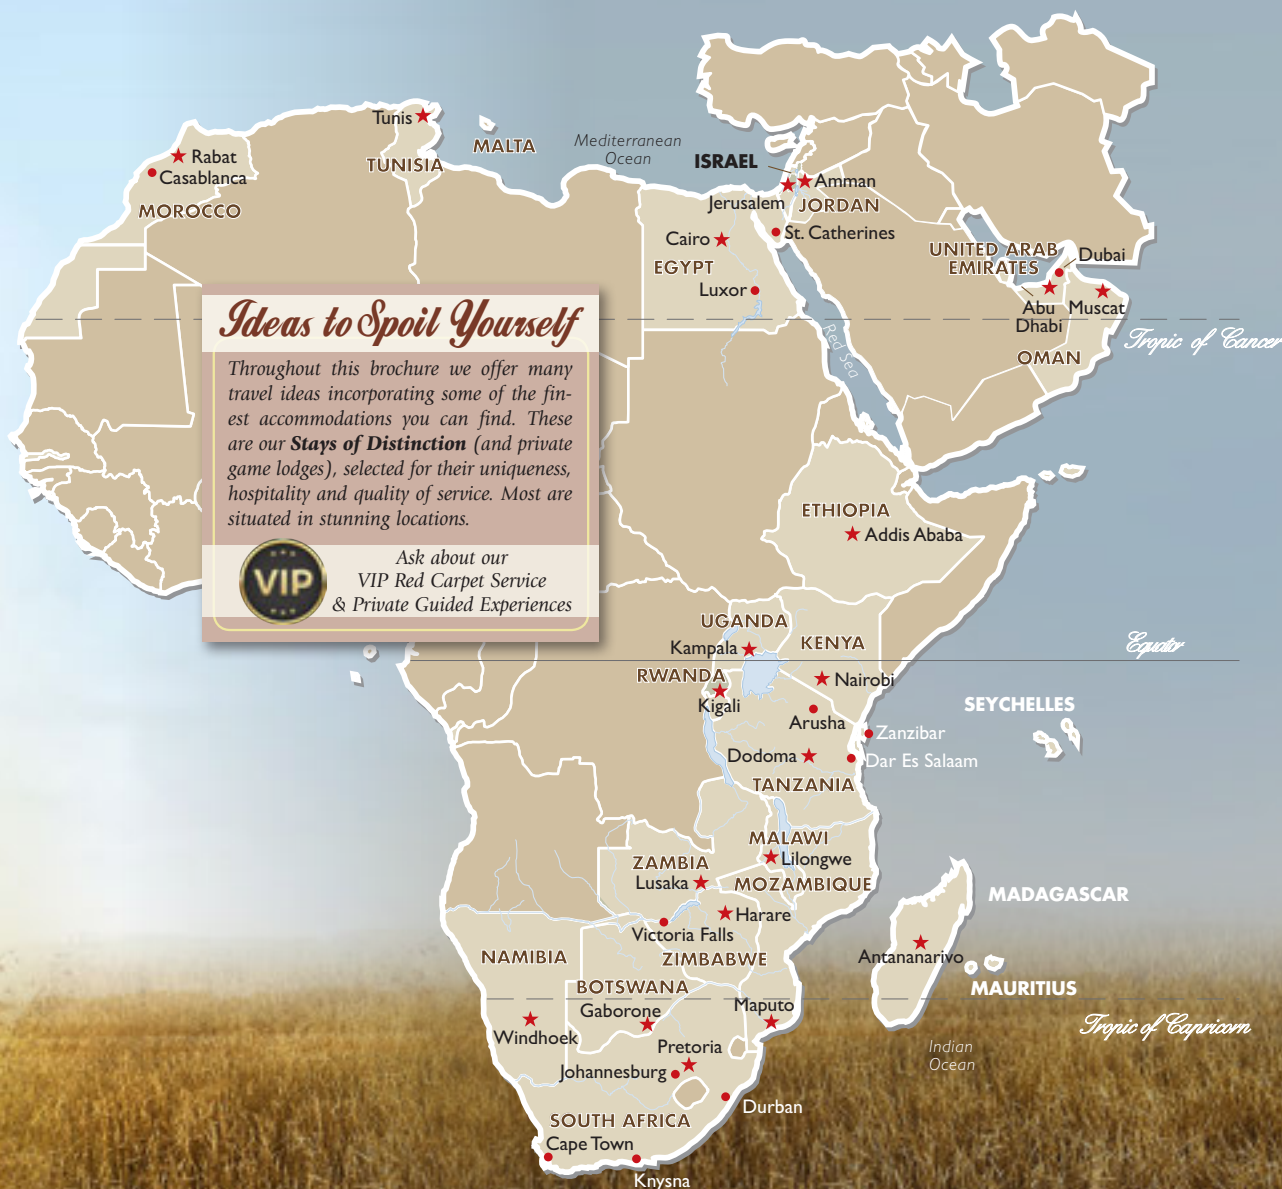 Tunis
MALTA
Mediterranean
Ocean
TUNISIA
Rabat
Casablanca
MOROCCO
ISRAEL
Amman
Jerusalem
JORDAN
St. Catherines
Cairo
EGYPT
Luxor
UNITED ARAB
EMIRATES
Dubai
Abu
Dhabi
Muscat
OMAN
Tropic of Cancer
Red Sea
Ideas to Spoil Yourself
Throughout this brochure we offer many
travel ideas incorporating some of the fin-
est accommodations you can find. These
are our Stays of Distinction (and private
game lodges), selected for their uniqueness,
hospitality and quality of service. Most are
situated in stunning locations.
VIP
Ask about our
VIP Red Carpet Service
& Private Guided Experiences
ETHIOPIA
Addis Ababa
UGANDA
Kampala
KENYA
Equator
RWANDA
Kigali
Nairobi
Arusha
SEYCHELLES
Zanzibar
Dodoma
Dar Es Salaam
TANZANIA
MALAWI
Lilongwe
ZAMBIA
Lusaka
MOZAMBIQUE
MADAGASCAR
Harare
Victoria Falls
Antananarivo
NAMIBIA
ZIMBABWE
BOTSWANA
MAURITIUS
Gaborone
Maputo
Tropic of Capricorn
Windhoek
Pretoria
Indian
Ocean
Johannesburg
Durban
SOUTH AFRICA
Cape Town
Knysna